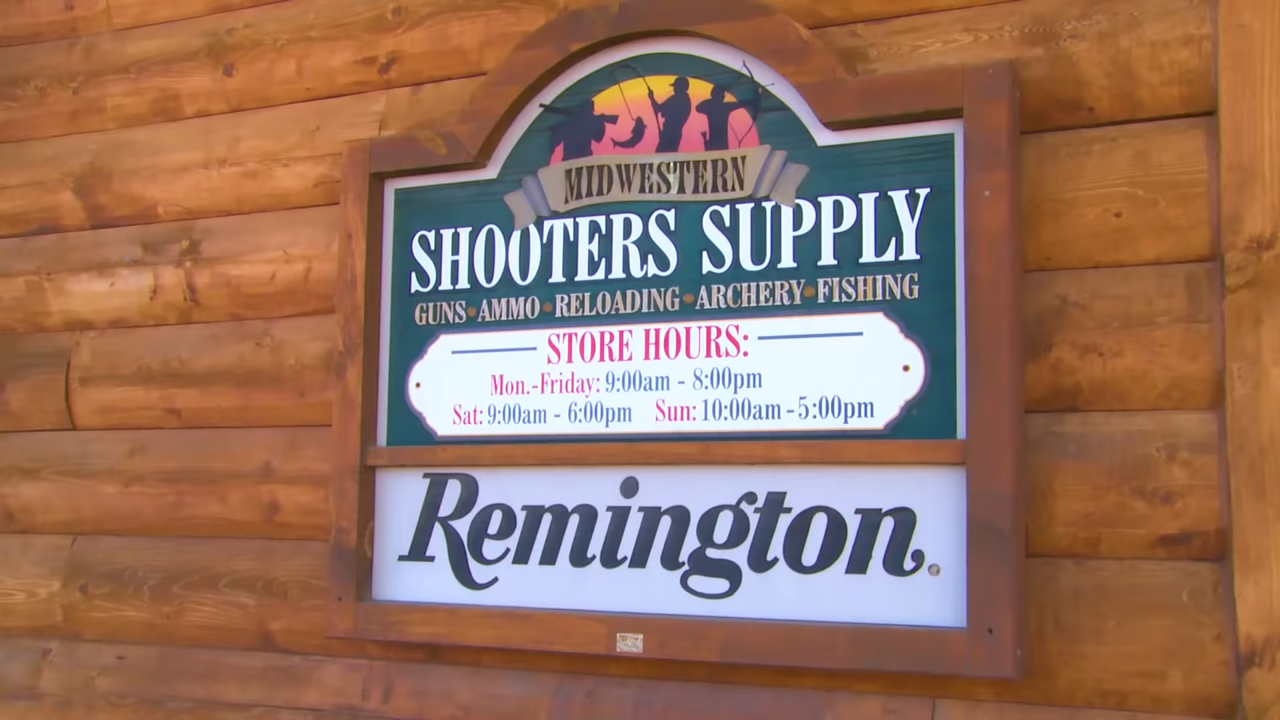 MIDWESTERN
SHOOTERS SUPPLY
GUNS • AMMO • RELOADING • ARCHERY • FISHING
STORE HOURS:
Mon.-Friday: 9:00am - 8:00pm
Sat: 9:00am - 6:00pm Sun: 10:00am - 5:00pm
Remington.